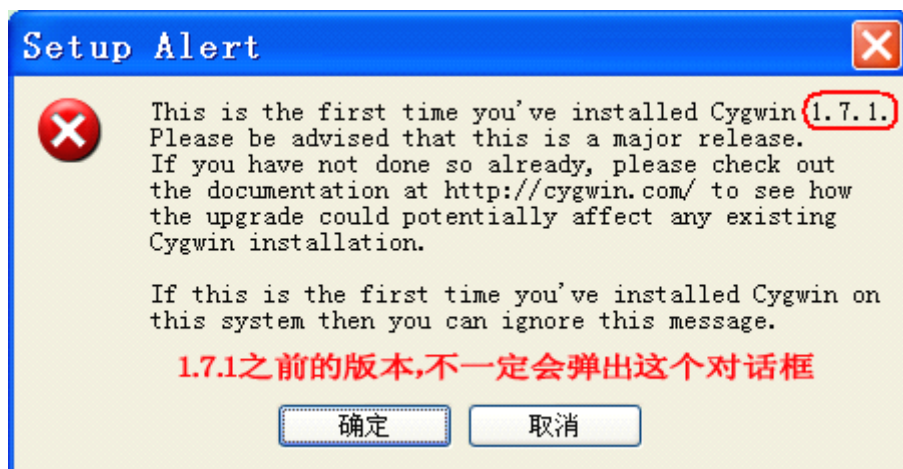 Setup Alert
This is the first time you've installed Cygwin 1.7.1.
Please be advised that this is a major release.
If you have not done so already, please check out
the documentation at http://cygwin.com/ to see how
the upgrade could potentially affect any existing
Cygwin installation.
If this is the first time you've installed Cygwin on
this system then you can ignore this message.
1.7.1之前的版本,不一定会弹出这个对话框
确定 取消